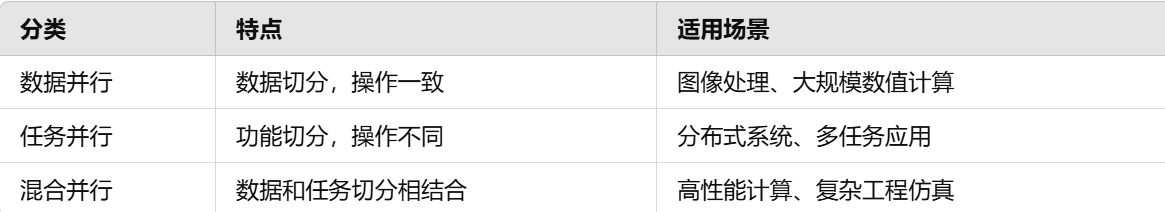 分类 特点 适用场景
数据并行 数据切分，操作一致 图像处理、大规模数值计算
任务并行 功能切分，操作不同 分布式系统、多任务应用
混合并行 数据和任务切分相结合 高性能计算、复杂工程仿真